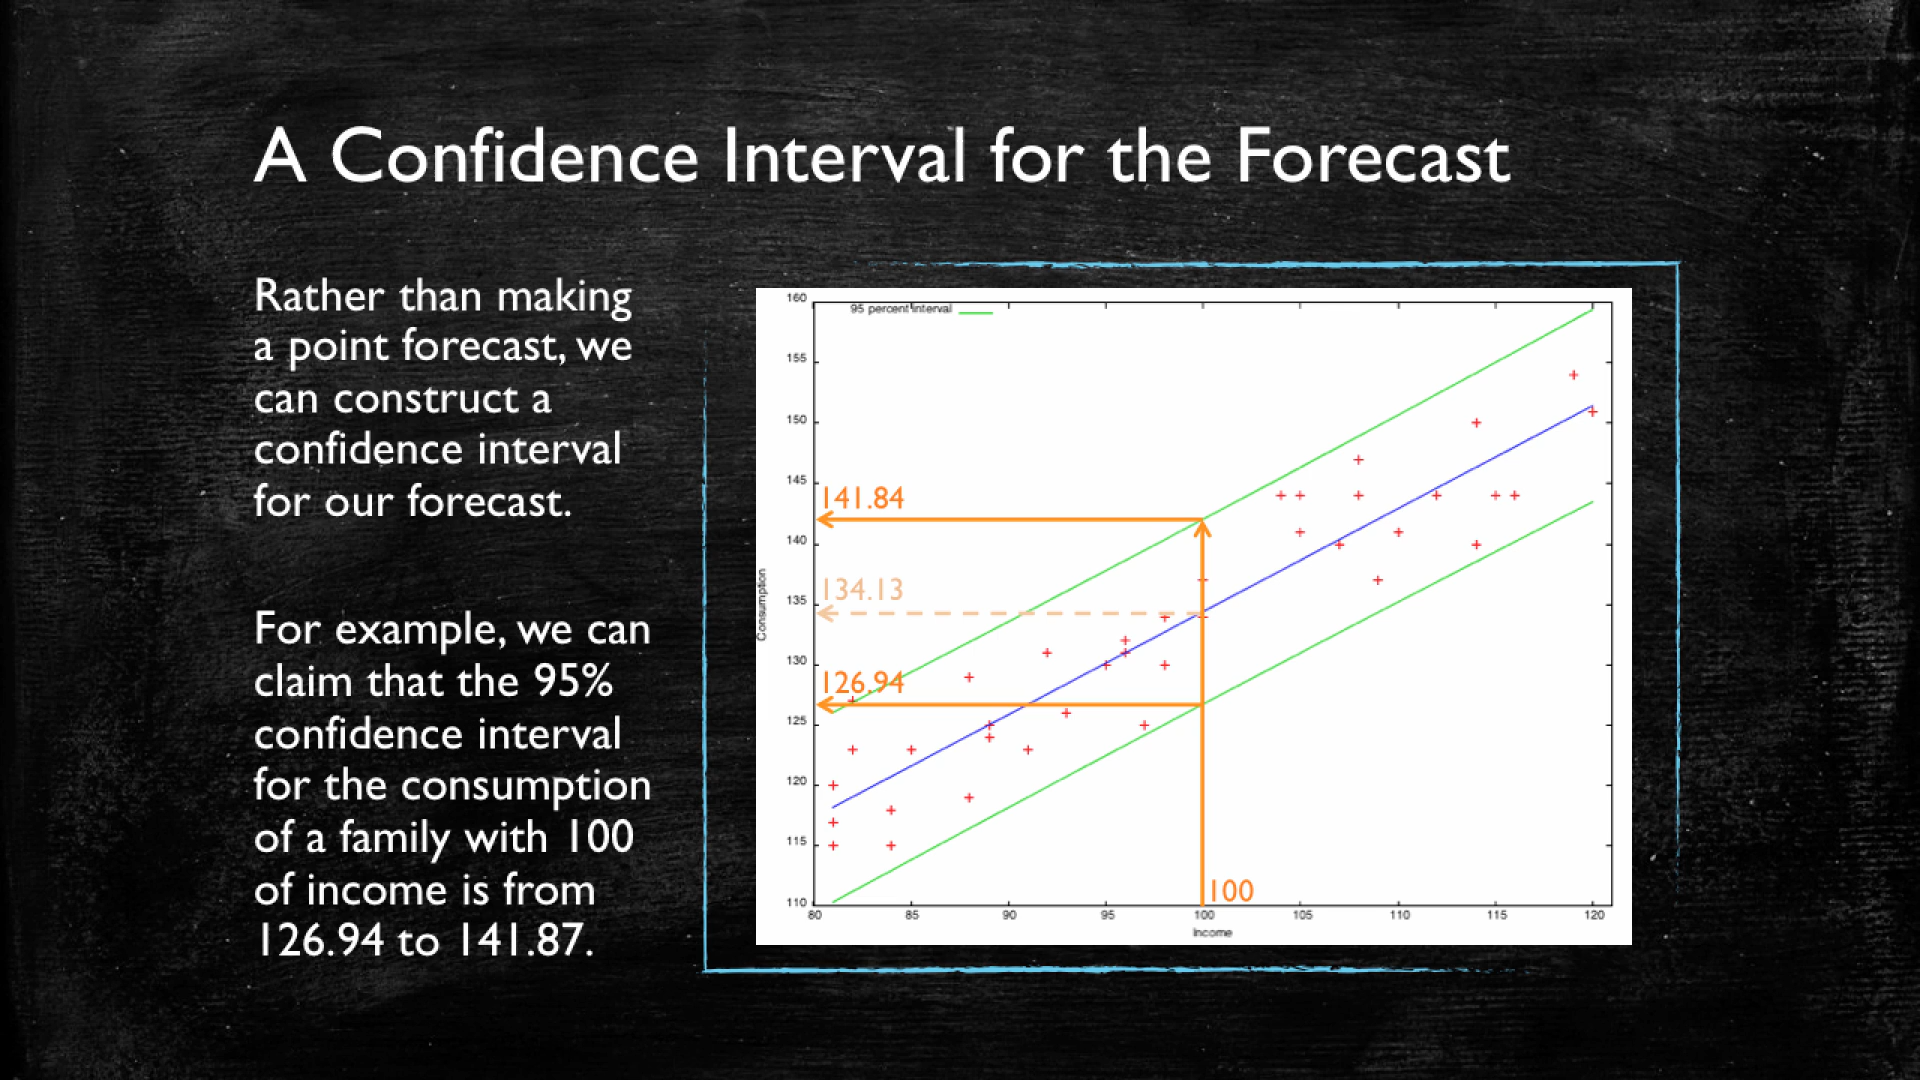 A Confidence Interval for the Forecast
Rather than making
a point forecast, we
can construct a
confidence interval
for our forecast.
For example, we can
claim that the 95%
confidence interval
for the consumption
of a family with 100
of income is from
126.94 to 141.87.
95 percent interval
160
155
150
145
140
135
130
125
120
115
110
Consumption
141.84
134.13
126.94
100
80
85
90
95
100
105
110
115
120
Income